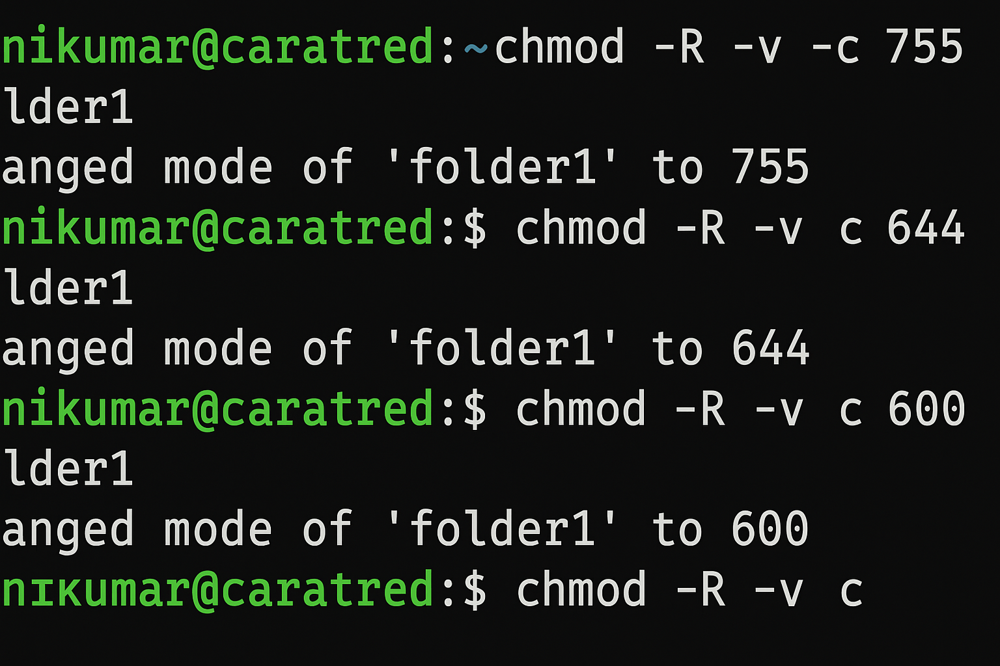 nikumar@caratred:~chmod -R -v -c 755
lder1
anged mode of 'folder1' to 755
nikumar@caratred:$ chmod -R -v c 644
lder1
anged mode of 'folder1' to 644
nikumar@caratred:$ chmod -R -v c 600
lder1
anged mode of 'folder1' to 600
nɪᴋumar@caratred:$ chmod -R -v c